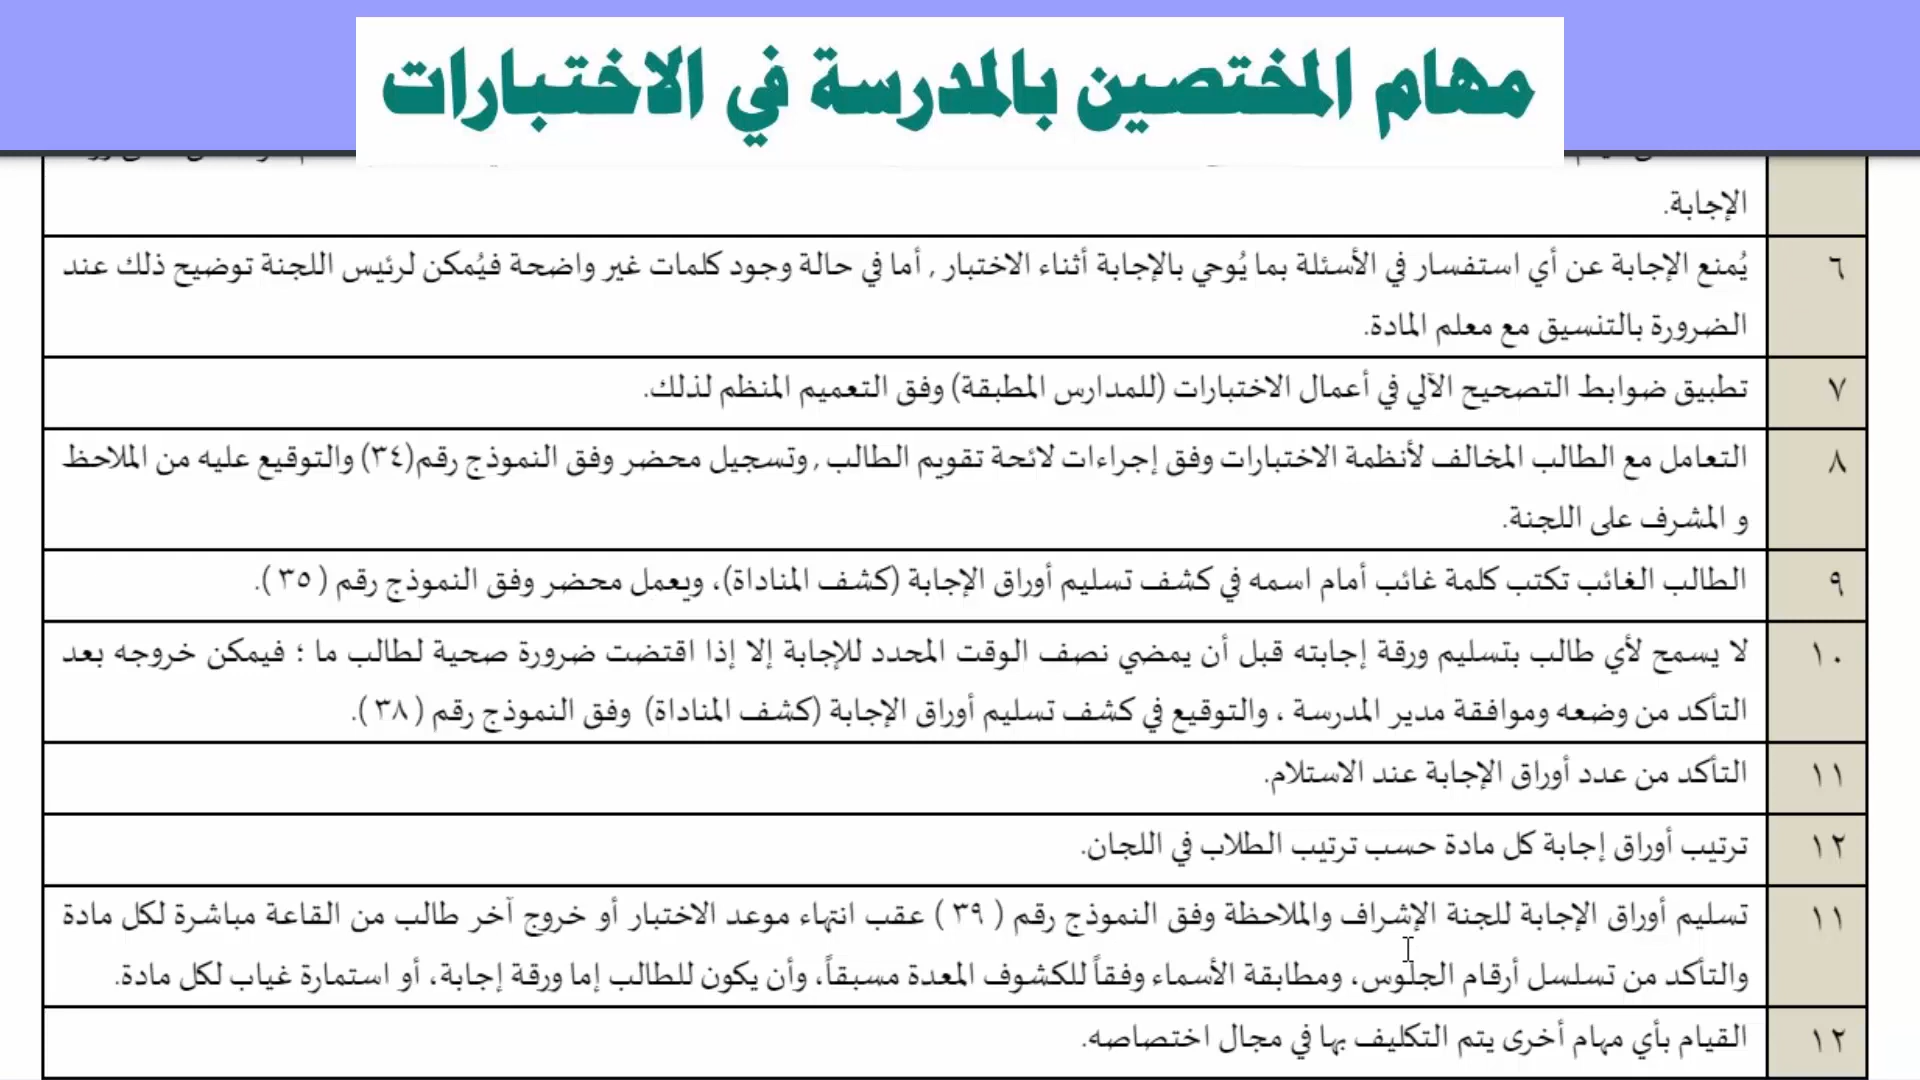 مهام المختصين بالمدرسة في الاختبارات
الإجابة.
٦ يُمنع الإجابة عن أي استفسار في الأسئلة بما يُوحي بالإجابة أثناء الاختبار , أما في حالة وجود كلمات غير واضحة فيُمكن لرئيس اللجنة توضيح ذلك عند
الضرورة بالتنسيق مع معلم المادة.
٧ تطبيق ضوابط التصحيح الآلي في أعمال الاختبارات (للمدارس المطبقة) وفق التعميم المنظم لذلك.
٨ التعامل مع الطالب المخالف لأنظمة الاختبارات وفق إجراءات لائحة تقويم الطالب , وتسجيل محضر وفق النموذج رقم(٣٤) والتوقيع عليه من الملاحظ
و المشرف على اللجنة.
٩ الطالب الغائب تكتب كلمة غائب أمام اسمه في كشف تسليم أوراق الإجابة (كشف المناداة)، ويعمل محضر وفق النموذج رقم ( ٣٥ ).
١٠ لا يسمح لأي طالب بتسليم ورقة إجابته قبل أن يمضي نصف الوقت المحدد للإجابة إلا إذا اقتضت ضرورة صحية لطالب ما ؛ فيمكن خروجه بعد
التأكد من وضعه وموافقة مدير المدرسة ، والتوقيع في كشف تسليم أوراق الإجابة (كشف المناداة) وفق النموذج رقم ( ٣٨ ).
١١ التأكد من عدد أوراق الإجابة عند الاستلام.
١٢ ترتيب أوراق إجابة كل مادة حسب ترتيب الطلاب في اللجان.
١١ تسليم أوراق الإجابة للجنة الإشراف والملاحظة وفق النموذج رقم ( ٣٩ ) عقب انتهاء موعد الاختبار أو خروج آخر طالب من القاعة مباشرة لكل مادة
والتأكد من تسلسل أرقام الجلوس، ومطابقة الأسماء وفقاً للكشوف المعدة مسبقاً، وأن يكون للطالب إما ورقة إجابة، أو استمارة غياب لكل مادة.
١٢ القيام بأي مهام أخرى يتم التكليف بها في مجال اختصاصه.